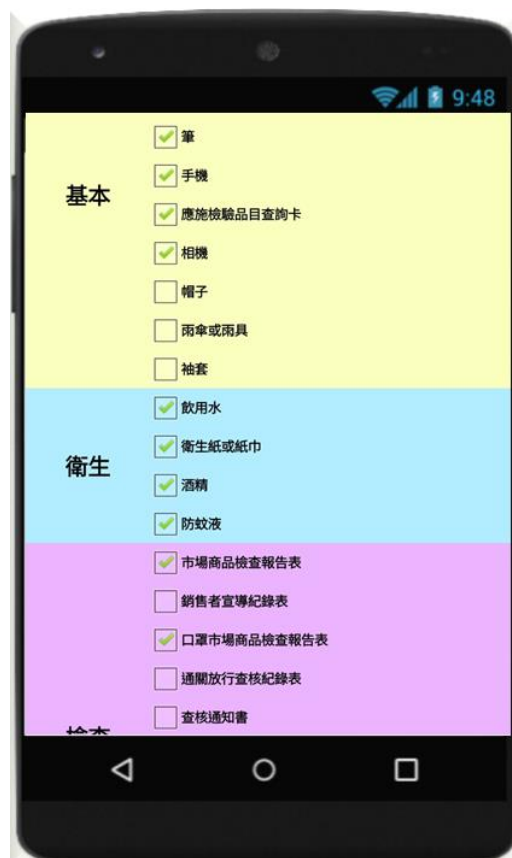 9:48
基本
筆
手機
應施檢驗品目查詢卡
相機
帽子
雨傘或雨具
袖套
衛生
飲用水
衛生紙或紙巾
酒精
防蚊液
市場商品檢查報告表
銷售者宣導紀錄表
口罩市場商品檢查報告表
通關放行查核紀錄表
查核通知書
檢查